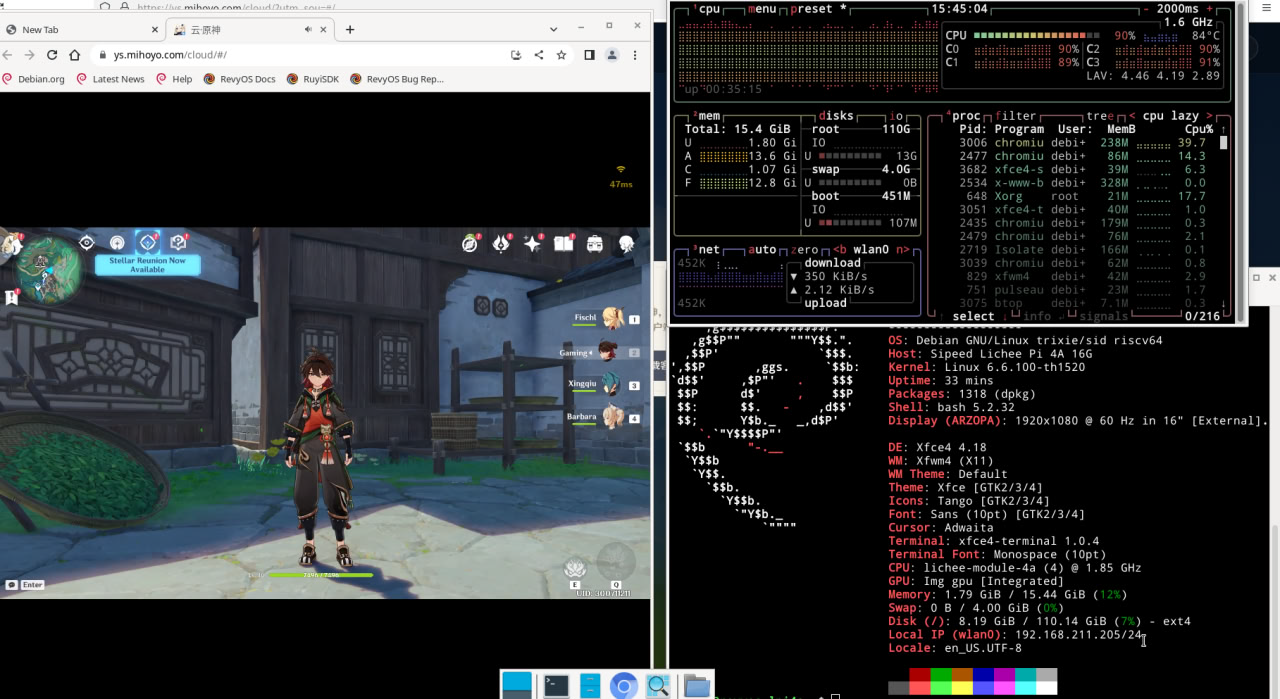 https://ys.mihoyo.com/cloud/?utm_sou=#/
New Tab
云·原神
ys.mihoyo.com/cloud/#/
Debian.org
Latest News
Help
RevyOS Docs
RuyiSDK
RevyOS Bug Rep...
47ms
Stellar Reunion Now
Available
Fischl
1
Gaming
2
Xingqiu
3
Barbara
4
Enter
E
Q
¹cpu menu preset * 15:45:04 - 2000ms +
1.6 GHz
CPU 90% 84°C
C0 90% C2 90%
C1 89% C3 91%
LAV: 4.46 4.19 2.89
up 00:35:15
²mem disks io
Total: 15.4 GiB root 110G
U 1.80 Gi IO
A 13.6 Gi U 13G
C 1.07 Gi swap 4.0G
F 12.8 Gi U 0B
boot 451M
IO
U 107M
³net auto zero <b wlan0 n>
452K download
▼ 350 KiB/s
▲ 2.12 KiB/s
452K upload
⁴proc filter tree < cpu lazy >
Pid: Program User: MemB Cpu% ↑
3006 chromiu debi+ 238M 39.7
2477 chromiu debi+ 86M 14.3
3682 xfce4-s debi+ 39M 6.3
2534 x-www-b debi+ 328M 0.0
648 Xorg root 21M 17.7
3051 xfce4-t debi+ 40M 1.0
2435 chromiu debi+ 179M 0.3
2479 chromiu debi+ 76M 2.1
2719 Isolate debi+ 166M 0.1
3039 chromiu debi+ 62M 0.8
829 xfwm4 debi+ 42M 2.9
751 pulseau debi+ 23M 1.7
3075 btop debi+ 7.1M 0.3 ↓
↑ select ↓ info ↵ signals 0/216
OS: Debian GNU/Linux trixie/sid riscv64
Host: Sipeed Lichee Pi 4A 16G
Kernel: Linux 6.6.100-th1520
Uptime: 33 mins
Packages: 1318 (dpkg)
Shell: bash 5.2.32
Display (ARZOPA): 1920x1080 @ 60 Hz in 16" [External].
DE: Xfce4 4.18
WM: Xfwm4 (X11)
WM Theme: Default
Theme: Xfce [GTK2/3/4]
Icons: Tango [GTK2/3/4]
Font: Sans (10pt) [GTK2/3/4]
Cursor: Adwaita
Terminal: xfce4-terminal 1.0.4
Terminal Font: Monospace (10pt)
CPU: lichee-module-4a (4) @ 1.85 GHz
GPU: Img gpu [Integrated]
Memory: 1.79 GiB / 15.44 GiB (12%)
Swap: 0 B / 4.00 GiB (0%)
Disk (/): 8.19 GiB / 110.14 GiB (7%) - ext4
Local IP (wlan0): 192.168.211.205/24
Locale: en_US.UTF-8